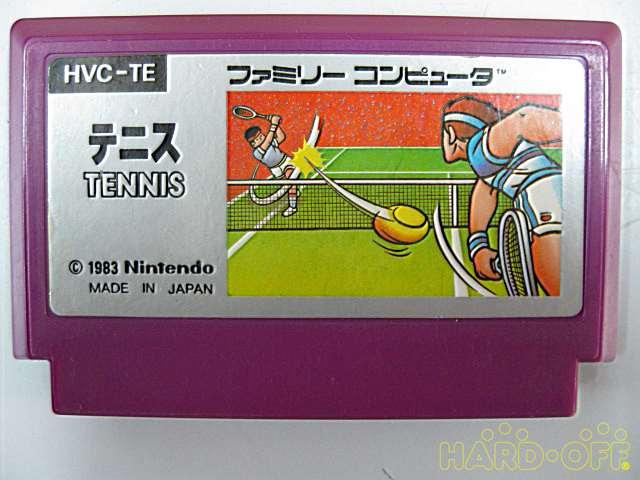 HVC-TE
ファミリー コンピュータ™
テニス
TENNIS
© 1983 Nintendo
MADE IN JAPAN
HARD-OFF